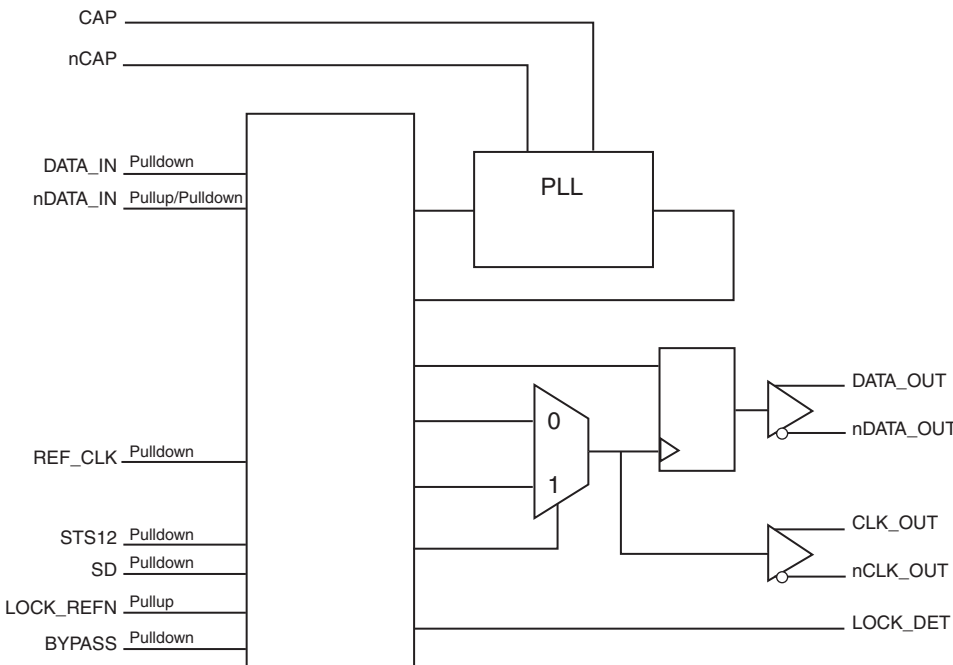 CAP
nCAP
DATA_IN Pulldown
nDATA_IN Pullup/Pulldown
PLL
REF_CLK Pulldown
STS12 Pulldown
SD Pulldown
LOCK_REFN Pullup
BYPASS Pulldown
0
1
DATA_OUT
nDATA_OUT
CLK_OUT
nCLK_OUT
LOCK_DET